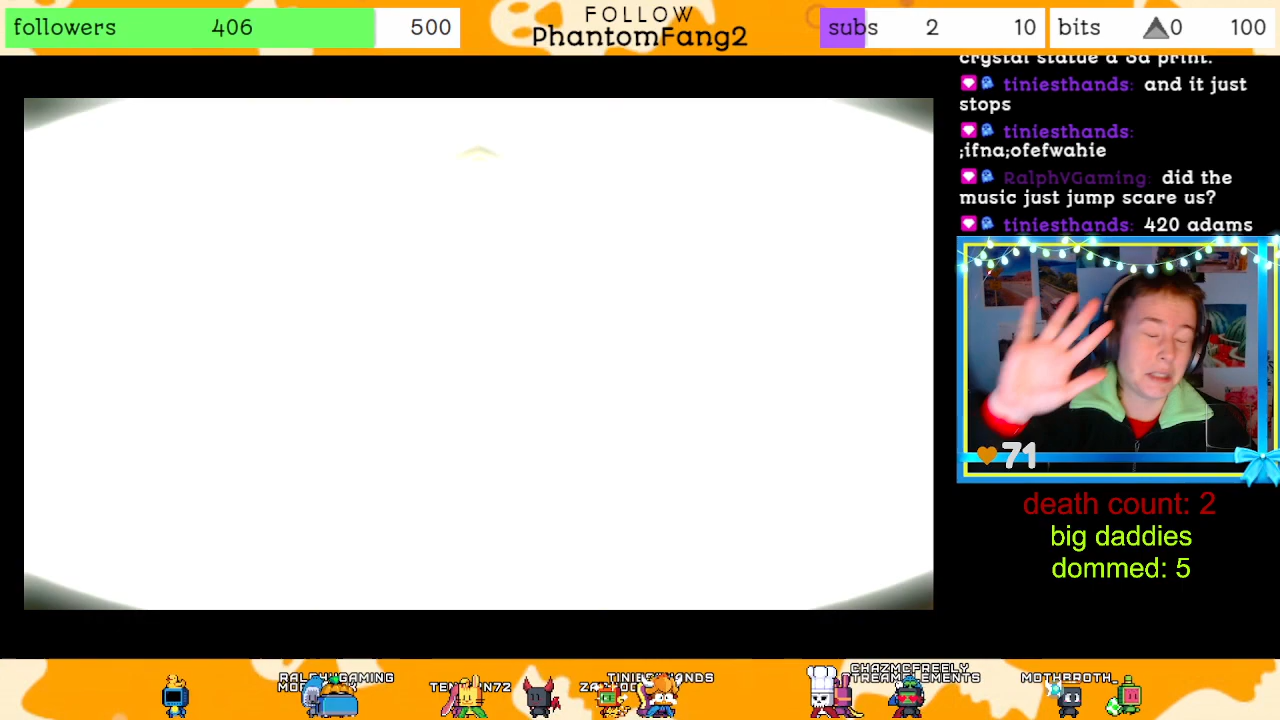 followers 406 500
FOLLOW
PhantomFang2
subs 2 10
bits 0 100
crystal statue a 3d print.
tiniesthands: and it just
stops
tiniesthands:
;ifna;ofefwahie
RalphVGaming: did the
music just jump scare us?
tiniesthands: 420 adams
71
death count: 2
big daddies
dommed: 5
RALPHVGAMING
TINIESTHANDS
CHAZMCFREELY
MOTHBROTH_